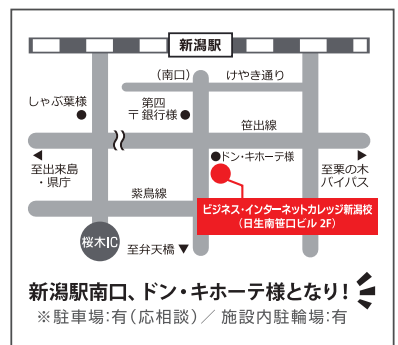 新潟駅
(南口)
けやき通り
しゃぶ葉様
第四
〒銀行様
笹出線
ドン・キホーテ様
至出来島
・県庁
至栗の木
バイパス
紫鳥線
ビジネス・インターネットカレッジ新潟校
(日生南笹口ビル 2F)
桜木IC
至弁天橋▼
新潟駅南口、ドン・キホーテ様となり!
※駐車場:有(応相談)/ 施設内駐輪場:有